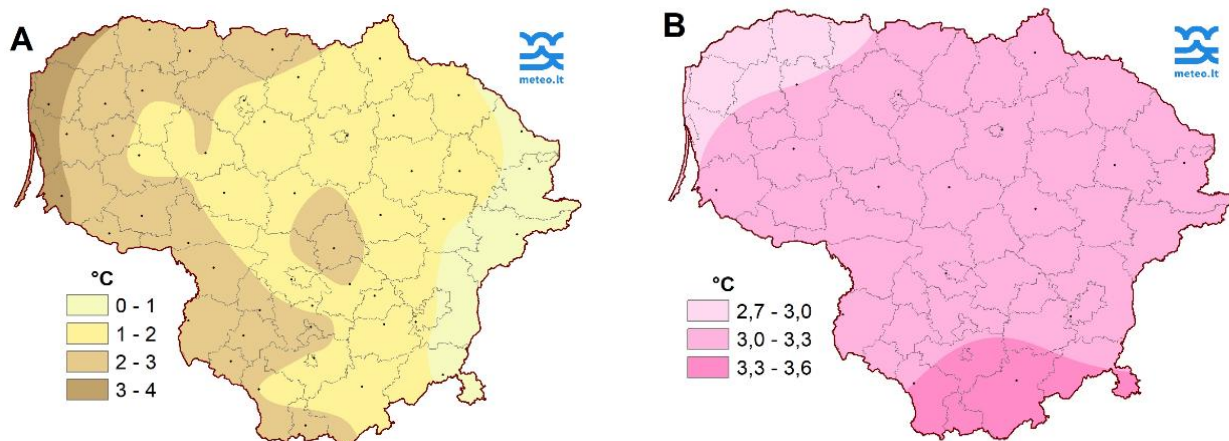 A
meteo.lt
°C
0 - 1
1 - 2
2 - 3
3 - 4
B
meteo.lt
°C
2,7 - 3,0
3,0 - 3,3
3,3 - 3,6